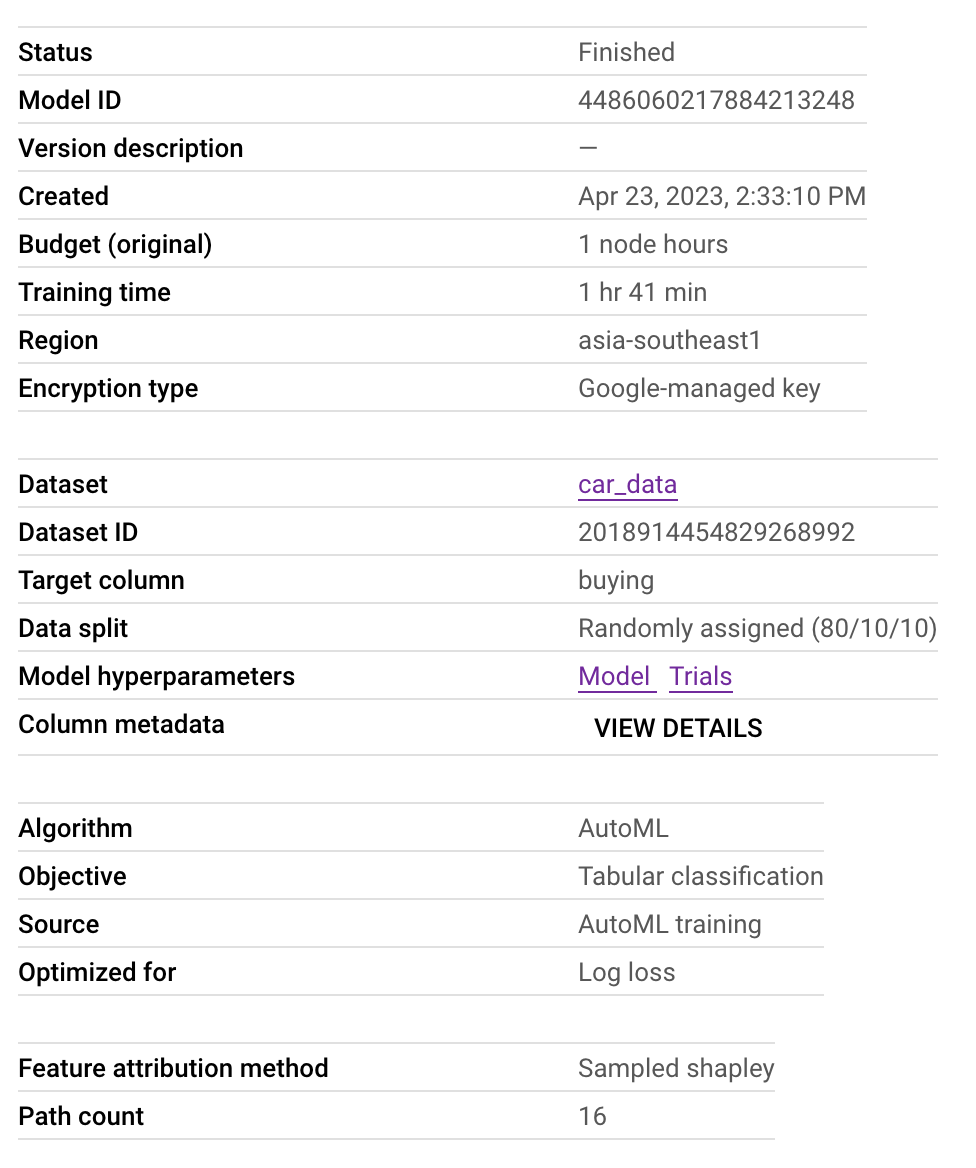 Status Finished
Model ID 4486060217884213248
Version description —
Created Apr 23, 2023, 2:33:10 PM
Budget (original) 1 node hours
Training time 1 hr 41 min
Region asia-southeast1
Encryption type Google-managed key
Dataset car_data
Dataset ID 2018914454829268992
Target column buying
Data split Randomly assigned (80/10/10)
Model hyperparameters Model Trials
Column metadata VIEW DETAILS
Algorithm AutoML
Objective Tabular classification
Source AutoML training
Optimized for Log loss
Feature attribution method Sampled shapley
Path count 16